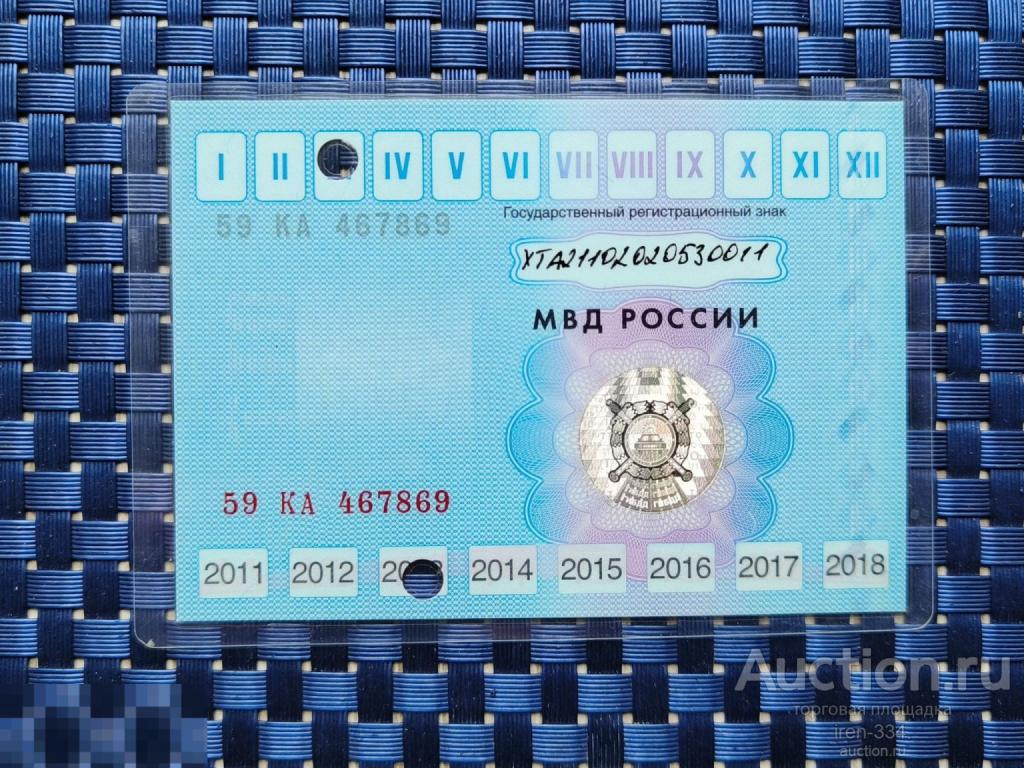 I II IV V VI VII VIII IX X XI XII
59 КА 467869
Государственный регистрационный знак
ХТА21102020530011
МВД РОССИИ
59 КА 467869
2011 2012 2014 2015 2016 2017 2018
Auction.ru
торговая площадка
iren-334
auction.ru